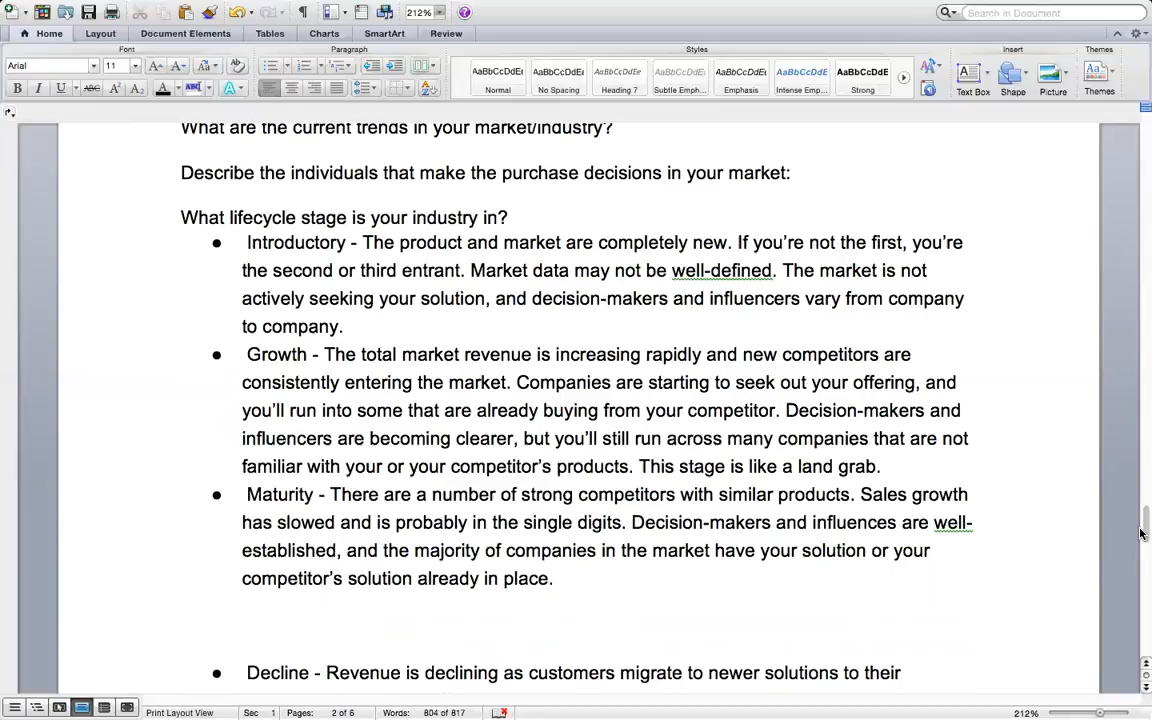 212%
Search in Document
Home Layout Document Elements Tables Charts SmartArt Review
Font Paragraph Styles Insert Themes
Arial 11
AaBbCcDdEe AaBbCcDdEe AaBbCcDdEe AaBbCcDdEe AaBbCcDdEe AaBbCcDdEe AaBbCcDdE
Normal No Spacing Heading 7 Subtle Emph... Emphasis Intense Emp... Strong Text Box Shape Picture Themes
What are the current trends in your market/industry?
Describe the individuals that make the purchase decisions in your market:
What lifecycle stage is your industry in?
● Introductory - The product and market are completely new. If you’re not the first, you’re
the second or third entrant. Market data may not be well-defined. The market is not
actively seeking your solution, and decision-makers and influencers vary from company
to company.
● Growth - The total market revenue is increasing rapidly and new competitors are
consistently entering the market. Companies are starting to seek out your offering, and
you’ll run into some that are already buying from your competitor. Decision-makers and
influencers are becoming clearer, but you’ll still run across many companies that are not
familiar with your or your competitor’s products. This stage is like a land grab.
● Maturity - There are a number of strong competitors with similar products. Sales growth
has slowed and is probably in the single digits. Decision-makers and influences are well-
established, and the majority of companies in the market have your solution or your
competitor’s solution already in place.
● Decline - Revenue is declining as customers migrate to newer solutions to their
Print Layout View Sec 1 Pages: 2 of 6 Words: 804 of 817 212%